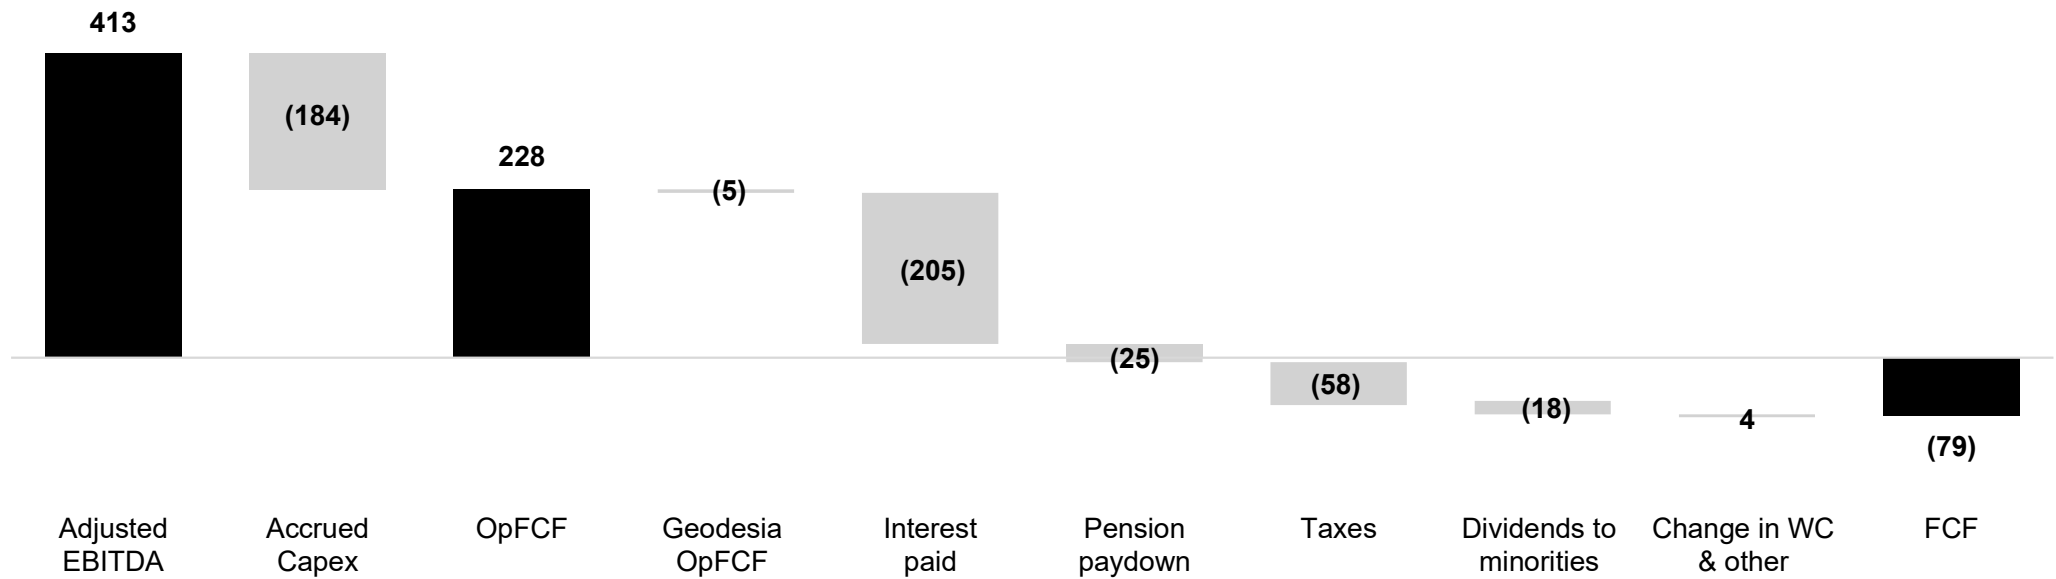 413
(184)
228
(5)
(205)
(25)
(58)
(18)
4
(79)
Adjusted
EBITDA
Accrued
Capex
OpFCF
Geodesia
OpFCF
Interest
paid
Pension
paydown
Taxes
Dividends to
minorities
Change in WC
& other
FCF